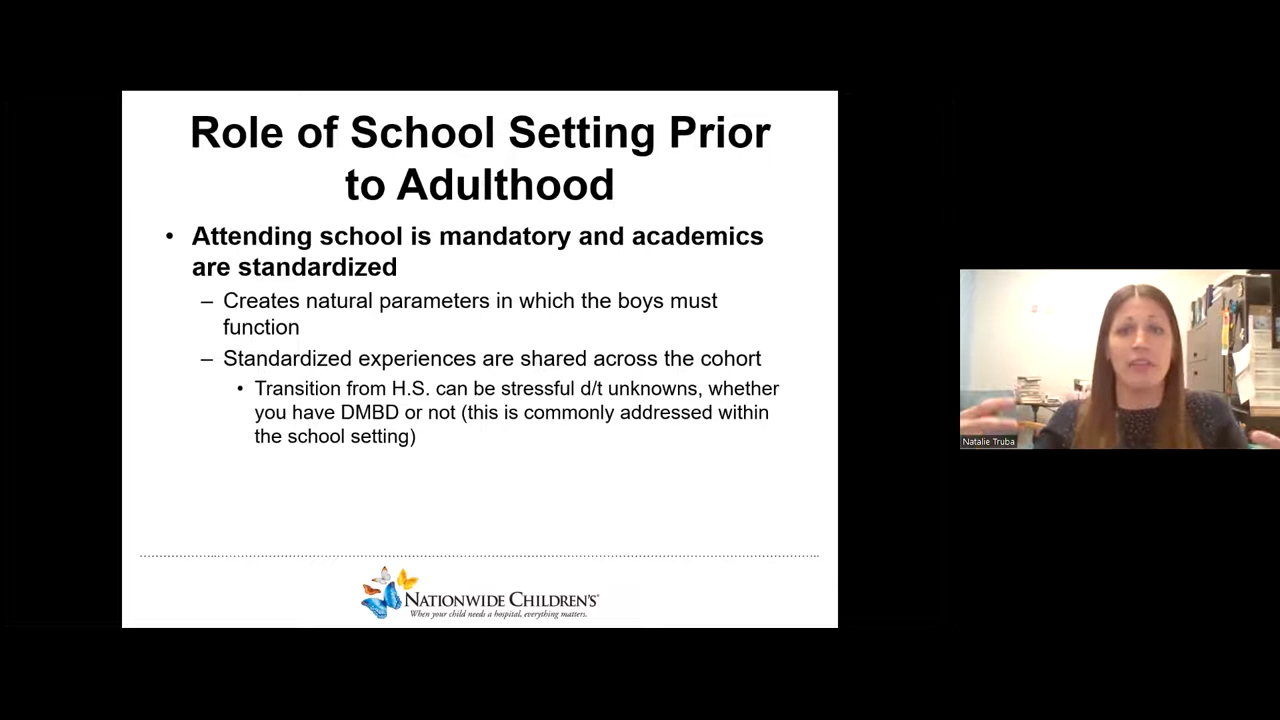 Role of School Setting Prior
to Adulthood
• Attending school is mandatory and academics
are standardized
– Creates natural parameters in which the boys must
function
– Standardized experiences are shared across the cohort
• Transition from H.S. can be stressful d/t unknowns, whether
you have DMBD or not (this is commonly addressed within
the school setting)
NATIONWIDE CHILDREN'S
When your child needs a hospital, everything matters.
Natalie Truba